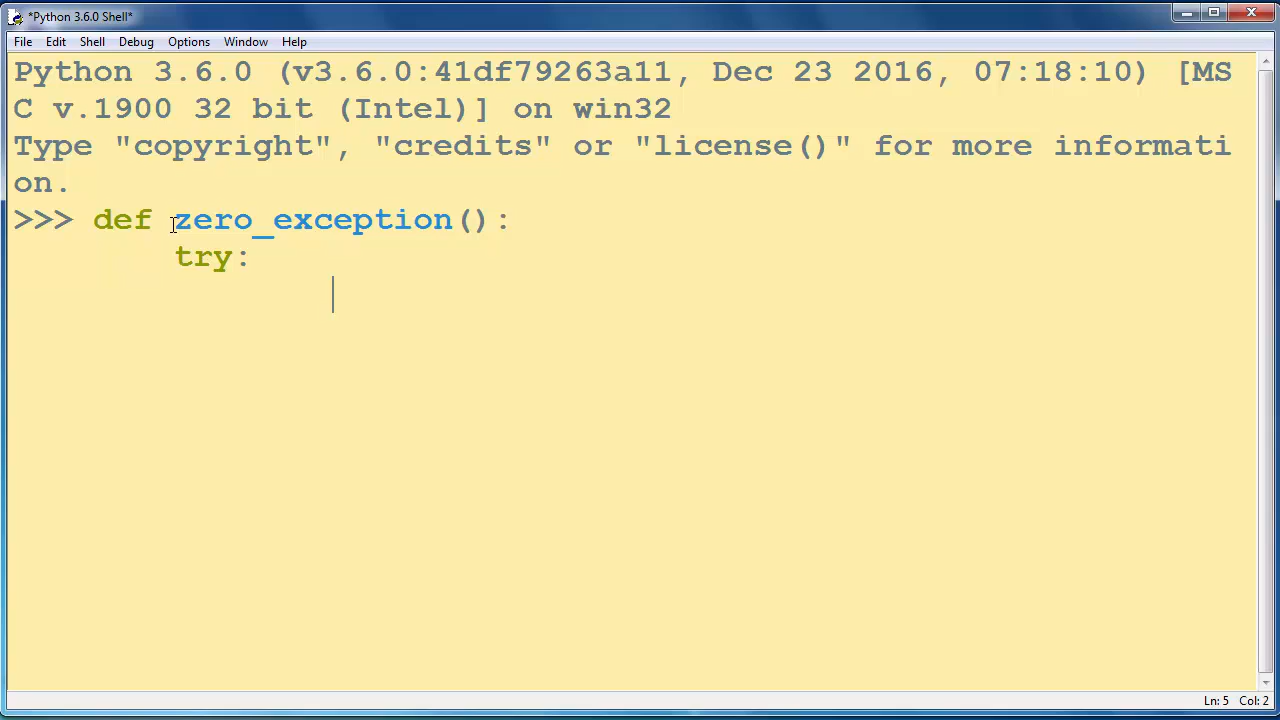 *Python 3.6.0 Shell*
File Edit Shell Debug Options Window Help
Python 3.6.0 (v3.6.0:41df79263a11, Dec 23 2016, 07:18:10) [MS
C v.1900 32 bit (Intel)] on win32
Type "copyright", "credits" or "license()" for more informati
on.
>>> def zero_exception():
try:
Ln: 5 Col: 2